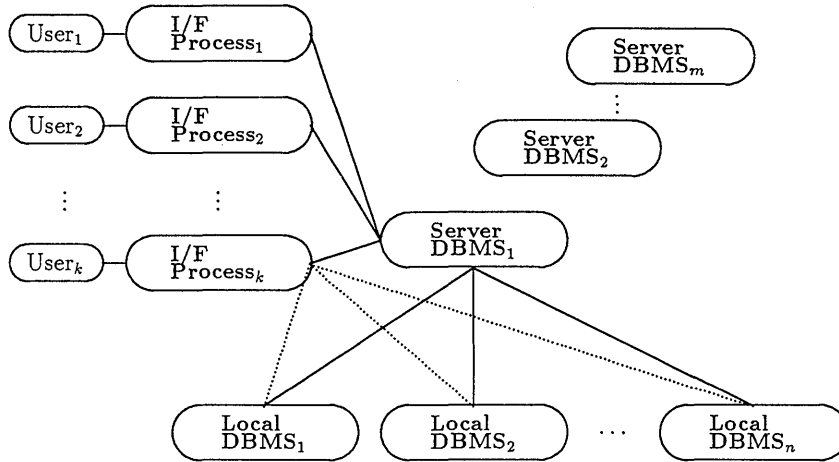 User₁
I/F
Process₁
Server
DBMSₘ
⋮
User₂
I/F
Process₂
Server
DBMS₂
⋮
⋮
Server
DBMS₁
Userₖ
I/F
Processₖ
Local
DBMS₁
Local
DBMS₂
...
Local
DBMSₙ